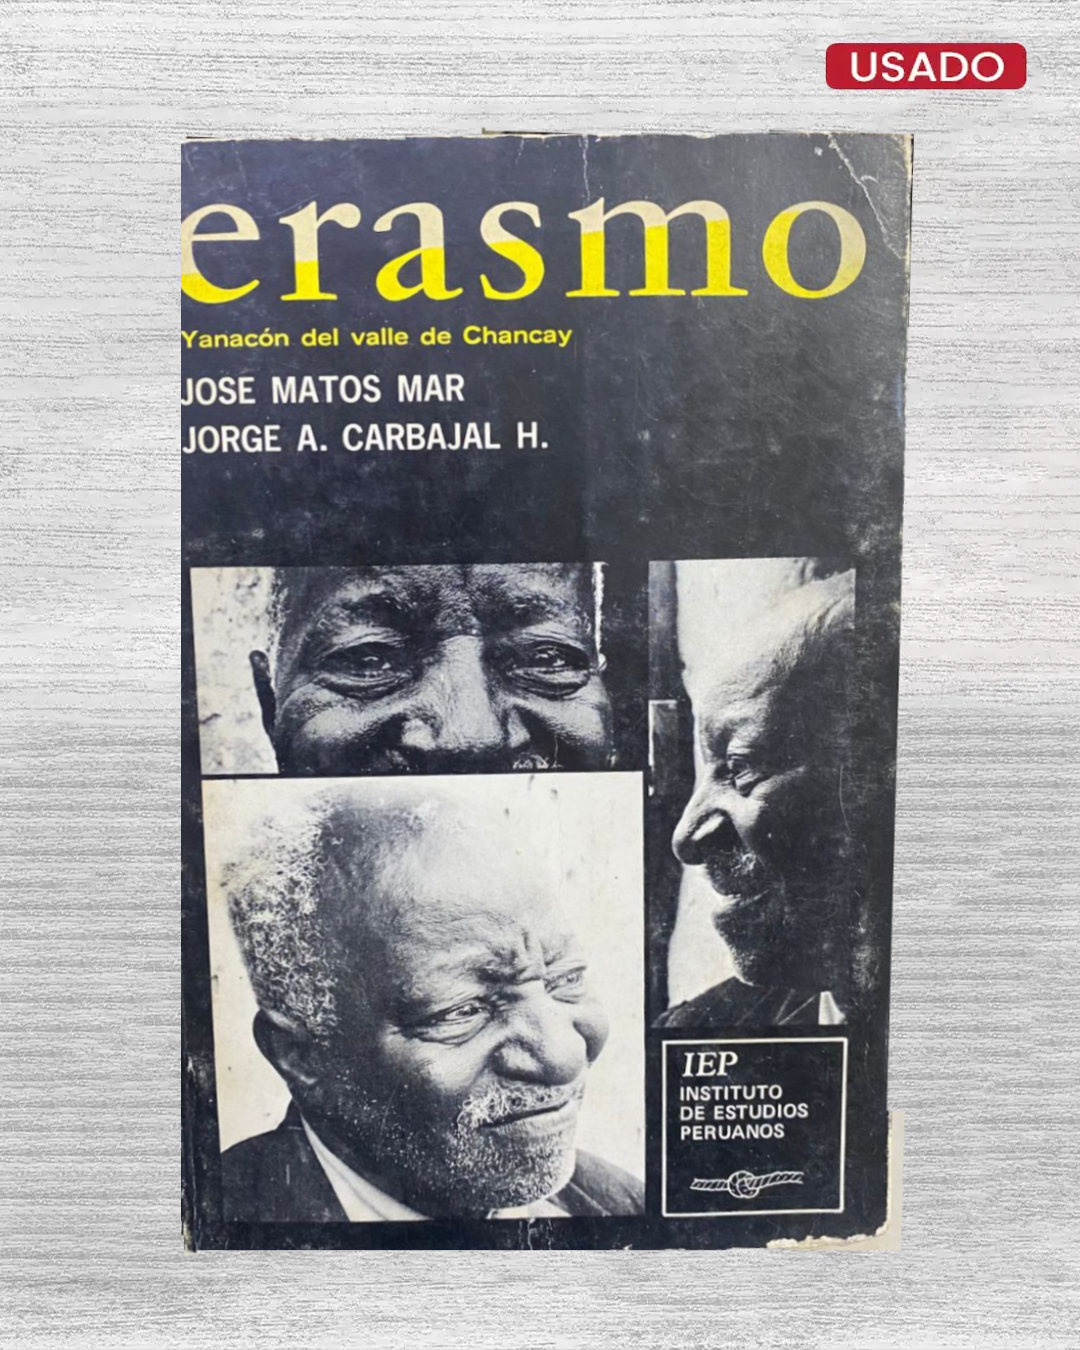 USADO
erasmo
Yanacón del valle de Chancay
JOSE MATOS MAR
JORGE A. CARBAJAL H.
IEP
INSTITUTO
DE ESTUDIOS
PERUANOS